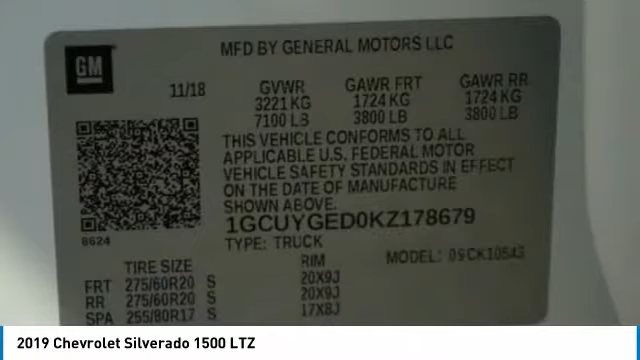 GM
MFD BY GENERAL MOTORS LLC
11/18
GVWR GAWR FRT GAWR RR
3221 KG 1724 KG 1724 KG
7100 LB 3800 LB 3800 LB
THIS VEHICLE CONFORMS TO ALL
APPLICABLE U.S. FEDERAL MOTOR
VEHICLE SAFETY STANDARDS IN EFFECT
ON THE DATE OF MANUFACTURE
SHOWN ABOVE.
1GCUYGED0KZ178679
8624
TYPE: TRUCK
MODEL:
TIRE SIZE RIM
FRT 275/60R20 S 20X9J
RR 275/60R20 S 20X9J
SPA 255/80R17 S 17X8J
2019 Chevrolet Silverado 1500 LTZ